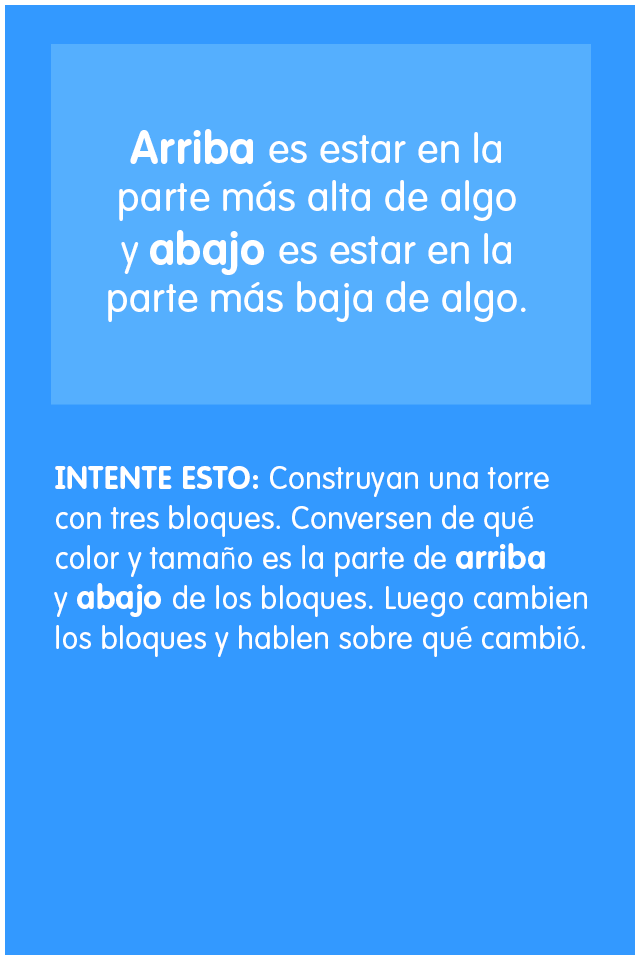 Arriba es estar en la
parte más alta de algo
y abajo es estar en la
parte más baja de algo.
INTENTE ESTO: Construyan una torre
con tres bloques. Conversen de qué
color y tamaño es la parte de arriba
y abajo de los bloques. Luego cambien
los bloques y hablen sobre qué cambió.